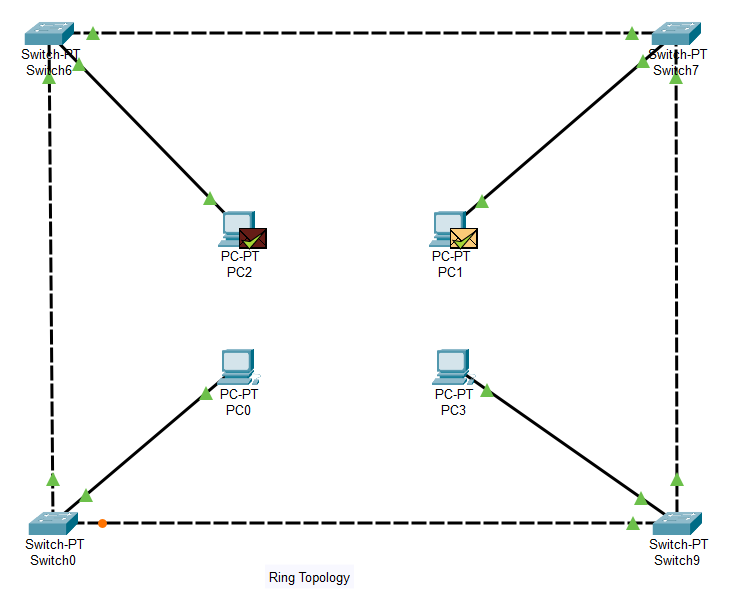 Switch-PT
Switch6
Switch-PT
Switch7
PC-PT
PC2
PC-PT
PC1
PC-PT
PC0
PC-PT
PC3
Switch-PT
Switch0
Switch-PT
Switch9
Ring Topology